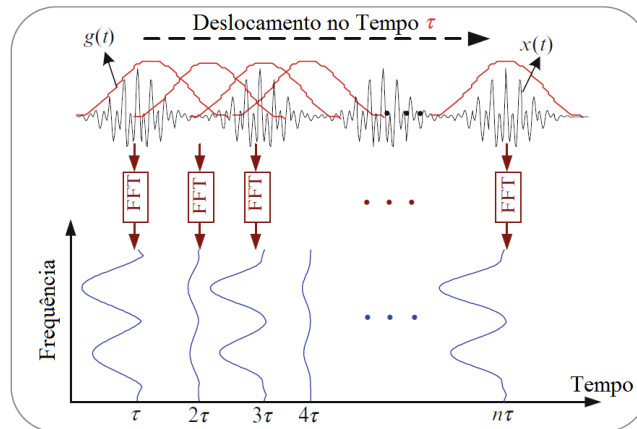 Deslocamento no Tempo τ
g(t)
x(t)
FFT FFT FFT . . . FFT
Frequência
. . .
Tempo
τ 2τ 3τ 4τ nτ